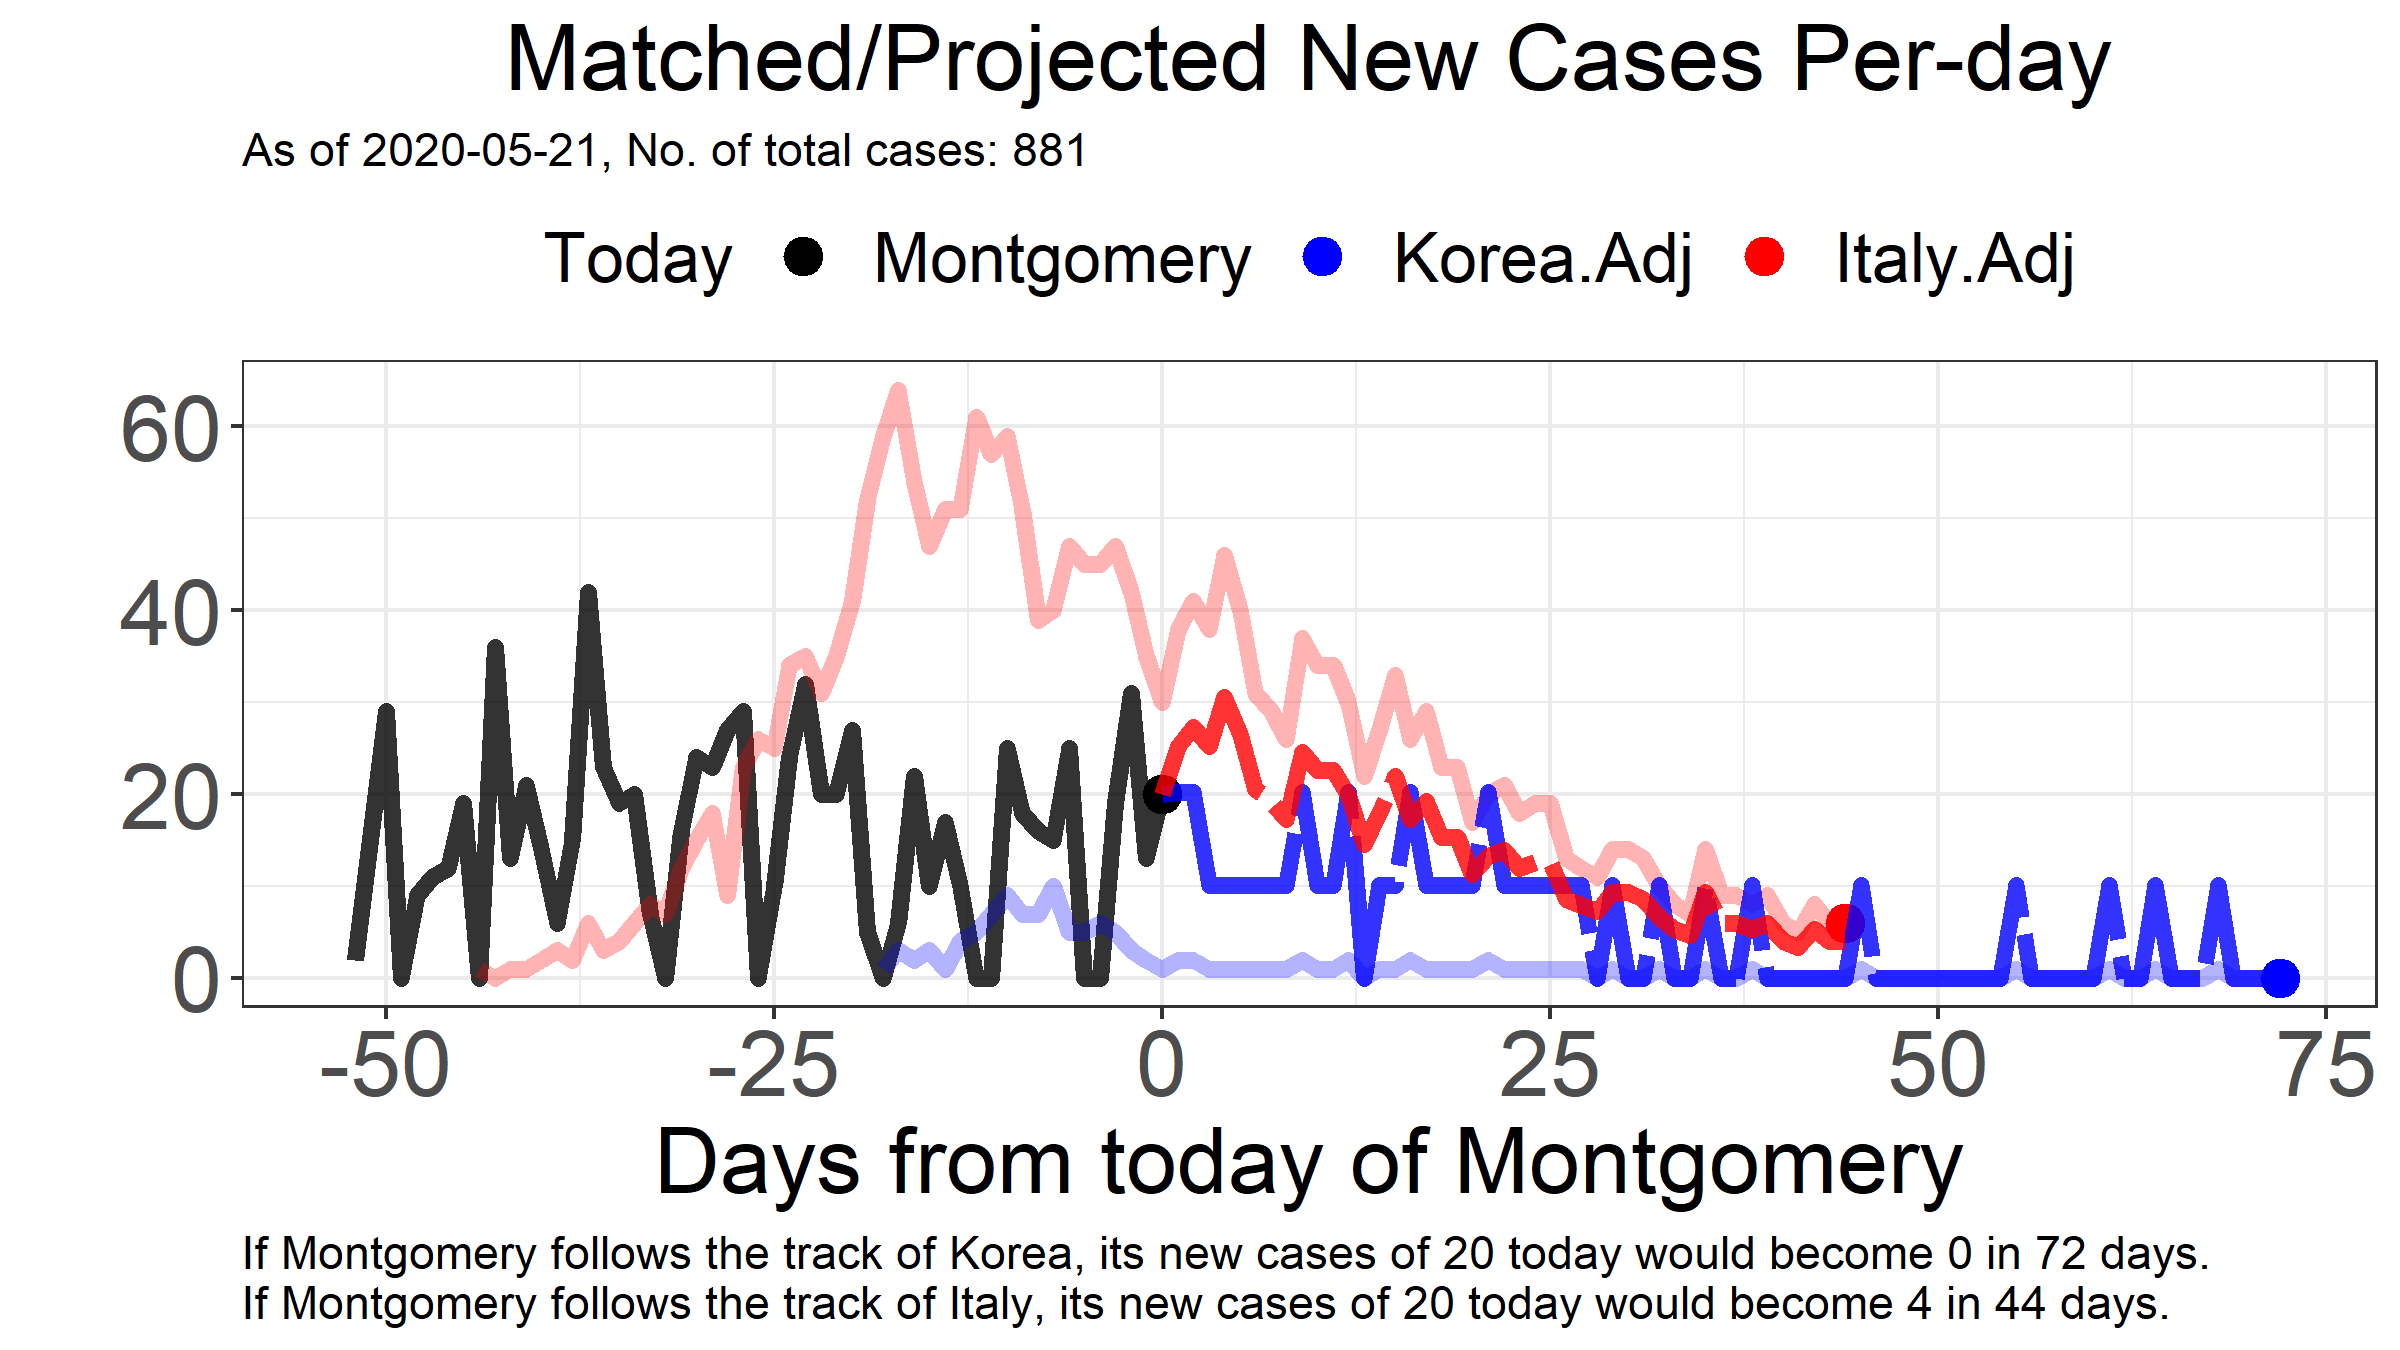 Matched/Projected New Cases Per-day
As of 2020-05-21, No. of total cases: 881
Today Montgomery Korea.Adj Italy.Adj
60
40
20
0
-50 -25 0 25 50 75
Days from today of Montgomery
If Montgomery follows the track of Korea, its new cases of 20 today would become 0 in 72 days.
If Montgomery follows the track of Italy, its new cases of 20 today would become 4 in 44 days.